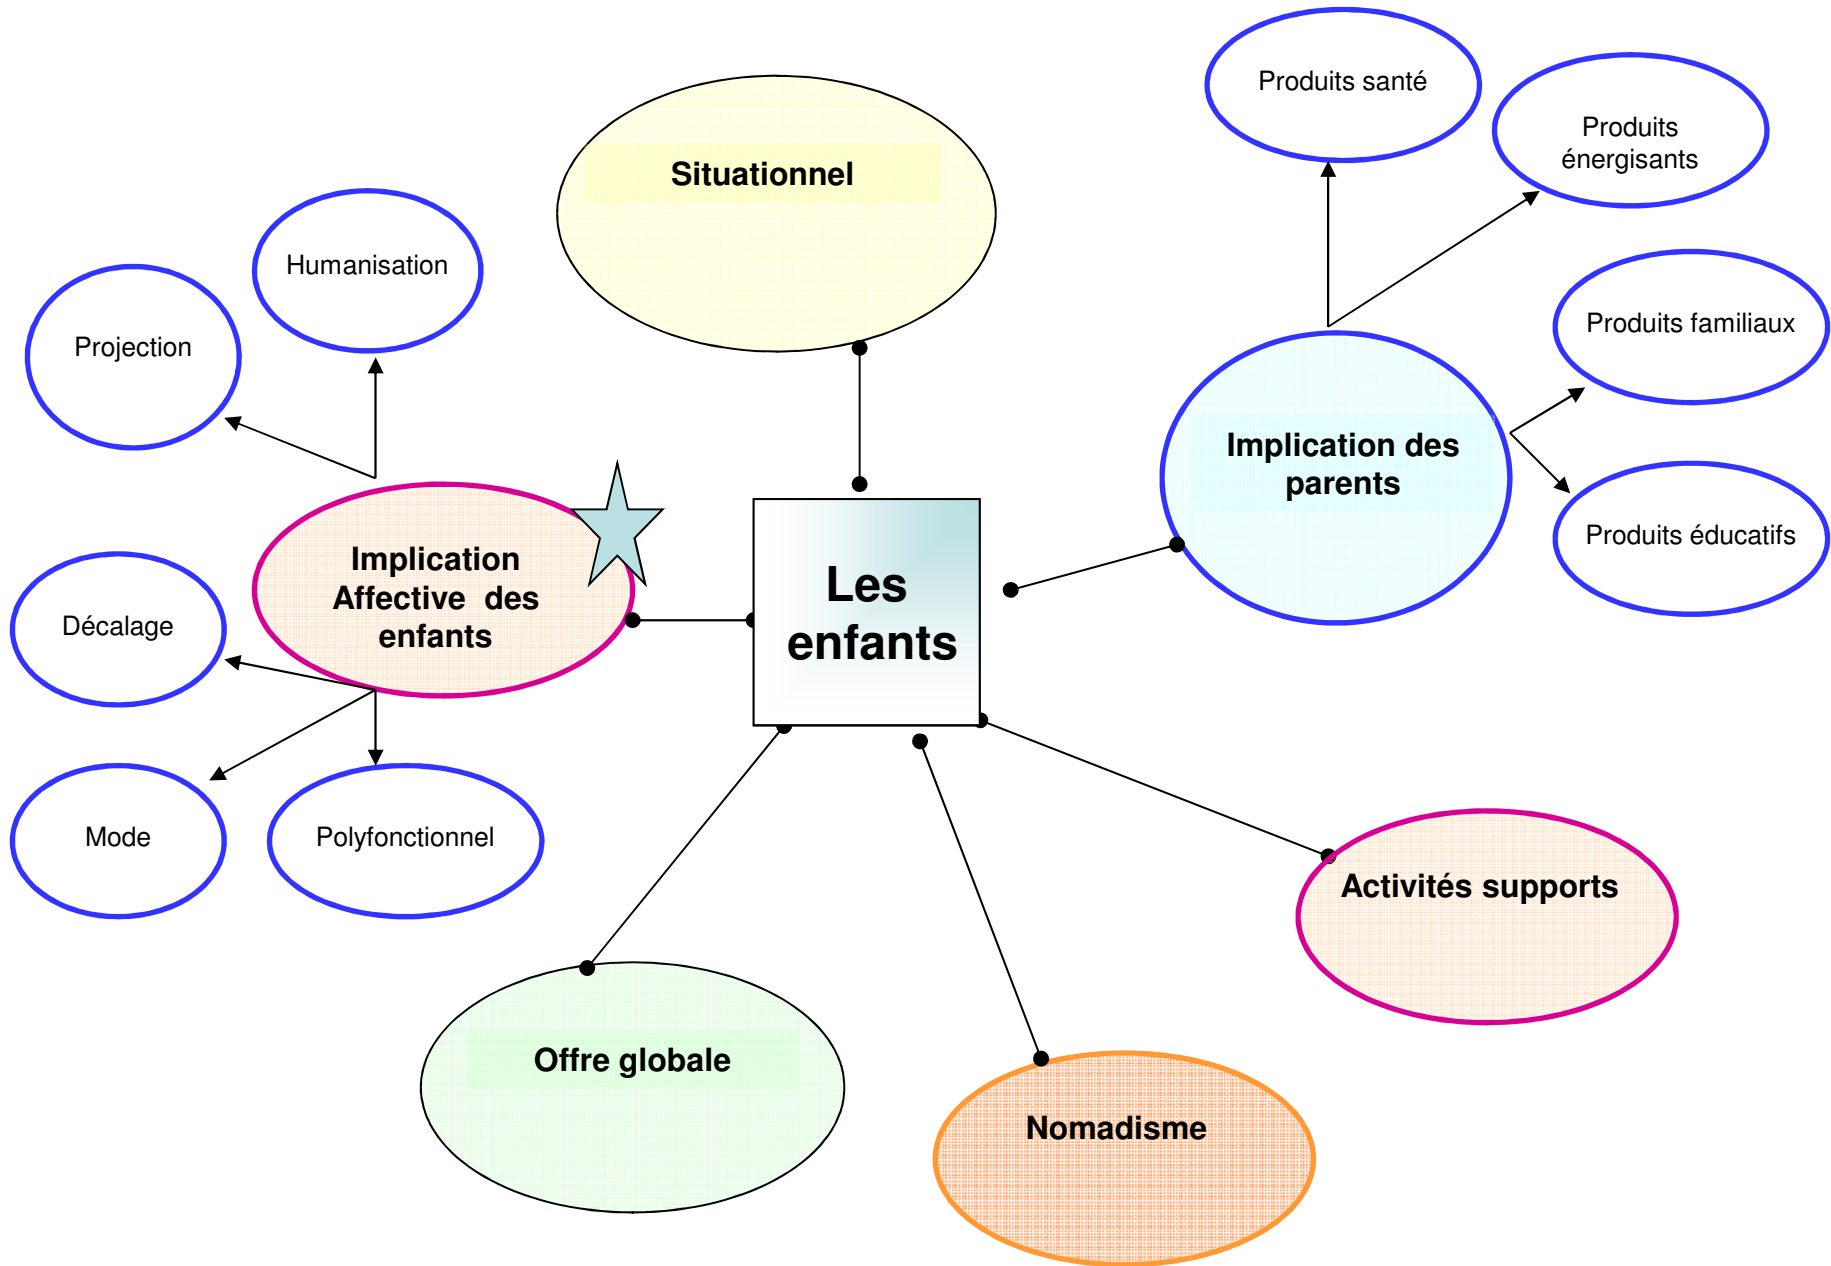 Produits santé
Produits
énergisants
Situationnel
Humanisation
Projection
Produits familiaux
Implication des
parents
Produits éducatifs
Implication
Affective des
enfants
Les
enfants
Décalage
Mode
Polyfonctionnel
Activités supports
Offre globale
Nomadisme